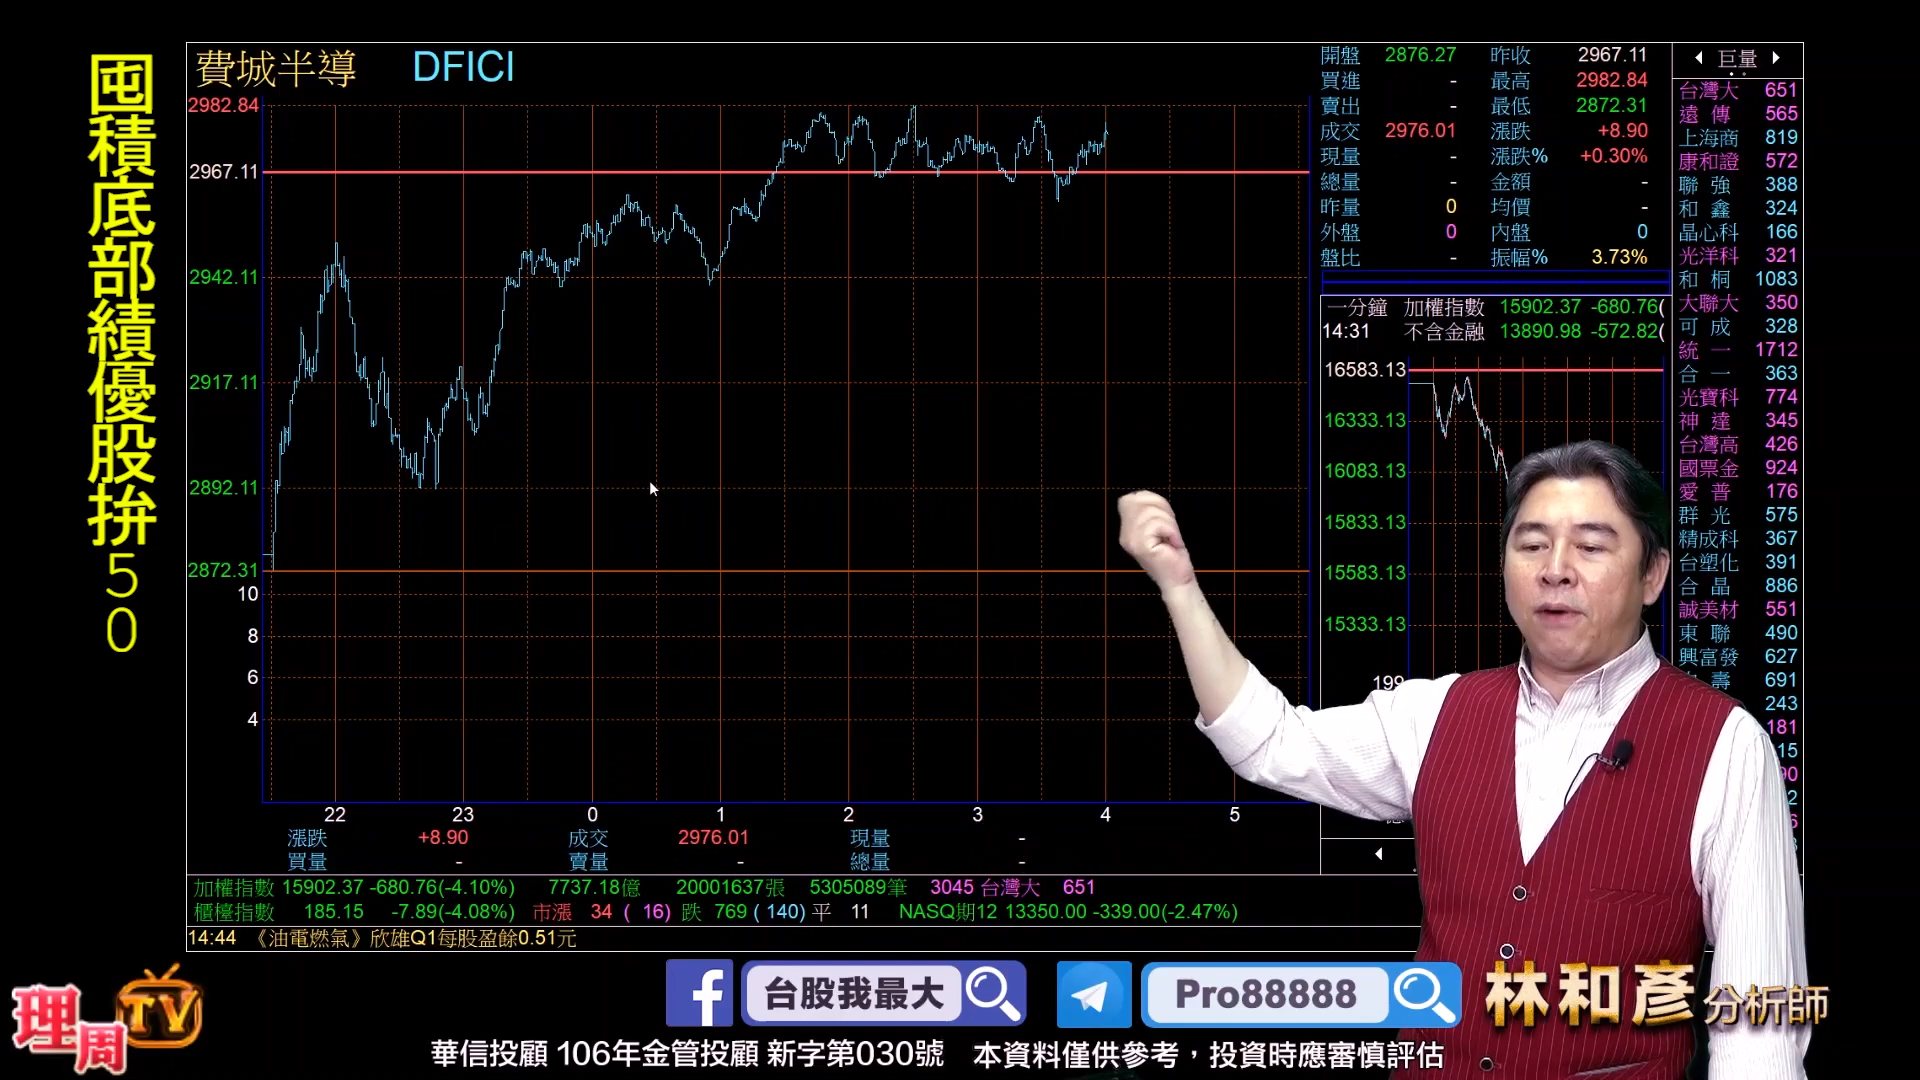 囤積底部績優股拚50
費城半導 DFICI
2982.84
2967.11
2942.11
2917.11
2892.11
2872.31
10
8
6
4
22 23 0 1 2 3 4 5
漲跌 +8.90 成交 2976.01 現量 -
買量 - 賣量 - 總量 -
開盤 2876.27 昨收 2967.11
買進 - 最高 2982.84
賣出 - 最低 2872.31
成交 2976.01 漲跌 +8.90
現量 - 漲跌% +0.30%
總量 - 金額 -
昨量 0 均價 -
外盤 0 內盤 0
盤比 - 振幅% 3.73%
一分鐘 加權指數 15902.37 -680.76(
14:31 不含金融 13890.98 -572.82(
16583.13
16333.13
16083.13
15833.13
15583.13
15333.13
199
巨量
台灣大 651
遠傳 565
上海商 819
康和證 572
聯強 388
和鑫 324
晶心科 166
光洋科 321
和桐 1083
大聯大 350
可成 328
統一 1712
合一 363
光寶科 774
神達 345
台灣高 426
國票金 924
愛普 176
群光 575
精成科 367
台塑化 391
合晶 886
誠美材 551
東聯 490
興富發 627
壽 691
243
181
加權指數 15902.37 -680.76(-4.10%) 7737.18億 20001637張 5305089筆 3045 台灣大 651
櫃檯指數 185.15 -7.89(-4.08%) 市漲 34 ( 16) 跌 769 (140) 平 11 NASQ期12 13350.00 -339.00(-2.47%)
14:44 《油電燃氣》欣雄Q1每股盈餘0.51元
理周TV
f 台股我最大
Pro88888
林和彥 分析師
華信投顧 106年金管投顧 新字第030號 本資料僅供參考，投資時應審慎評估